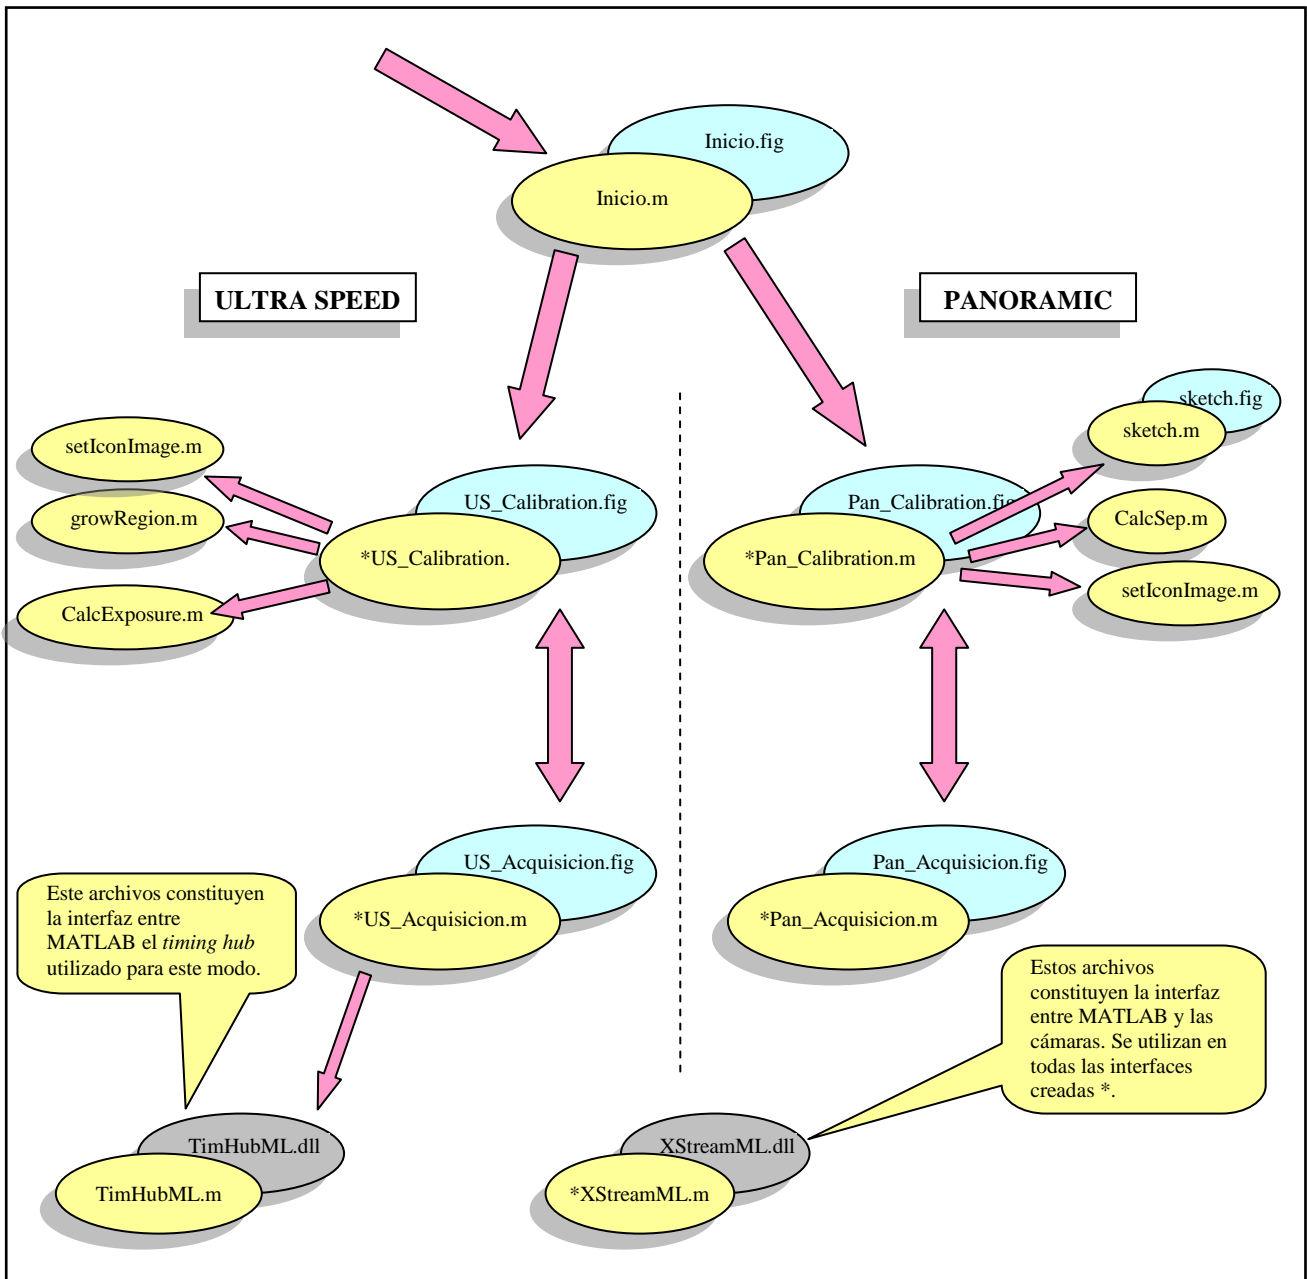 Inicio.fig
Inicio.m
ULTRA SPEED
PANORAMIC
sketch.fig
sketch.m
setIconImage.m
US_Calibration.fig
Pan_Calibration.fig
growRegion.m
CalcSep.m
*US_Calibration.
*Pan_Calibration.m
setIconImage.m
CalcExposure.m
US_Acquisicion.fig
Pan_Acquisicion.fig
*US_Acquisicion.m
*Pan_Acquisicion.m
Este archivos constituyen
la interfaz entre
MATLAB el timing hub
utilizado para este modo.
Estos archivos
constituyen la interfaz
entre MATLAB y las
cámaras. Se utilizan en
todas las interfaces
creadas *.
TimHubML.dll
XStreamML.dll
TimHubML.m
*XStreamML.m